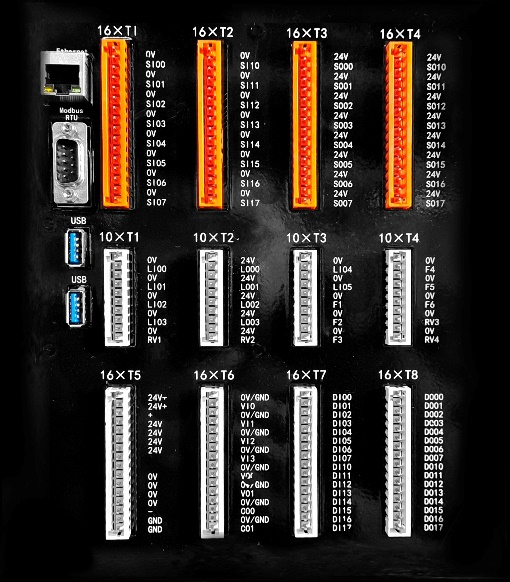 16×T1
0V
SI00
0V
SI01
0V
SI02
0V
SI03
0V
SI04
0V
SI05
0V
SI06
0V
SI07
16×T2
0V
SI10
0V
SI11
0V
SI12
0V
SI13
0V
SI14
0V
SI15
0V
SI16
0V
SI17
16×T3
24V
SO00
24V
SO01
24V
SO02
24V
SO03
24V
SO04
24V
SO05
24V
SO06
24V
SO07
16×T4
24V
SO10
24V
SO11
24V
SO12
24V
SO13
24V
SO14
24V
SO15
24V
SO16
24V
SO17
Ethernet
Modbus
RTU
USB
USB
10×T1
0V
LI00
0V
LI01
0V
LI02
0V
LI03
0V
RV1
10×T2
24V
LO00
24V
LO01
24V
LO02
24V
LO03
24V
RV2
10×T3
0V
LI04
0V
LI05
0V
F1
0V
F2
0V
F3
10×T4
0V
F4
0V
F5
0V
F6
0V
RV3
0V
RV4
16×T5
24V-
24V+
+
24V
24V
24V
24V
0V
0V
0V
0V
-
GND
GND
16×T6
0V/GND
VI0
0V/GND
VI1
0V/GND
VI2
0V/GND
VI3
0V/GND
0V/GND
VO1
0V/GND
CO0
0V/GND
CO1
16×T7
DI00
DI01
DI02
DI03
DI04
DI05
DI06
DI07
DI10
DI11
DI12
DI13
DI14
DI15
DI16
DI17
16×T8
DO00
DO01
DO02
DO03
DO04
DO05
DO06
DO07
DO10
DO11
DO12
DO13
DO14
DO15
DO16
DO17